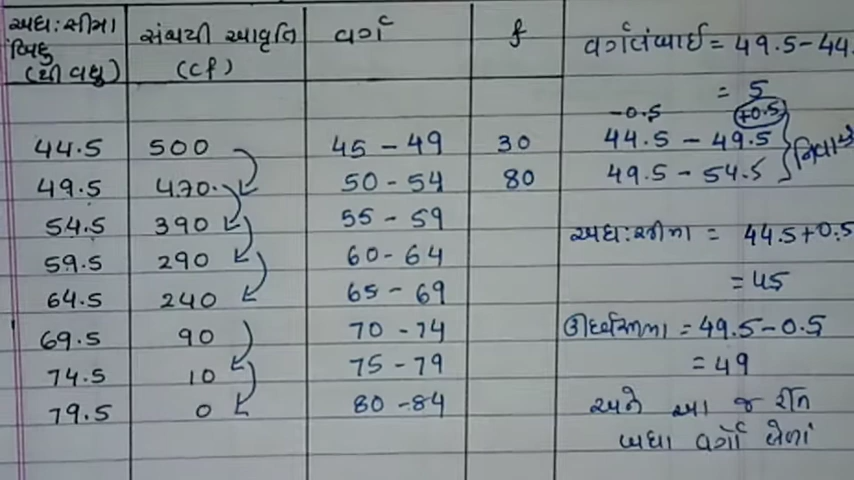 અધ:સીમા | સંચયી આવૃતિ | વર્ગ | f
બિંદુ | (cf)
(થી વધુ)
44.5 | 500 | 45 - 49 | 30
49.5 | 470 | 50 - 54 | 80
54.5 | 390 | 55 - 59
59.5 | 290 | 60 - 64
64.5 | 240 | 65 - 69
69.5 | 90 | 70 - 74
74.5 | 10 | 75 - 79
79.5 | 0 | 80 - 84
વર્ગલંબાઈ = 49.5 - 44.
= 5
-0.5 +0.5
44.5 - 49.5
49.5 - 54.5
અધ:સીમા = 44.5+0.5
= 45
= 49.5-0.5
= 49
અને આ જ રીત
બધા વર્ગો